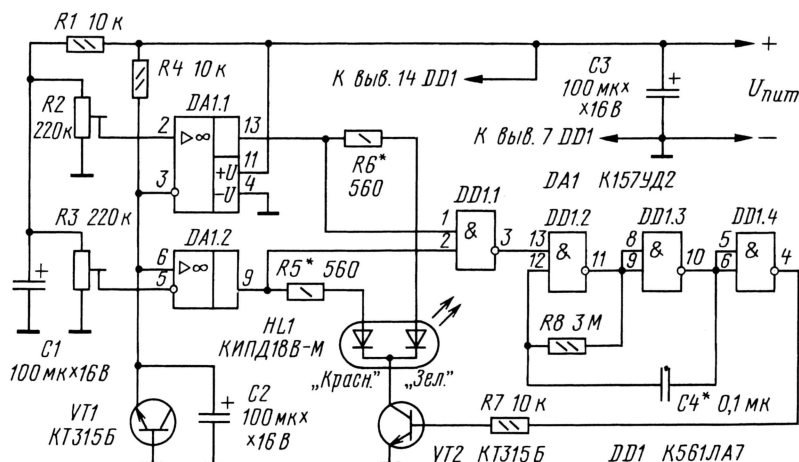 R1 10 к
R4 10 к
DA1.1
К выв. 14 DD1
C3
100 мк×
×16 В
+
Uпит
R2
220к
2
▷∞
13
+U
11
-U
4
3
R6*
560
К выв. 7 DD1
−
DA1 К157УД2
R3 220 к
DA1.2
6
▷∞
5
9
R5* 560
DD1.1
1
2
&
3
DD1.2
13
12
&
11
DD1.3
8
9
&
10
DD1.4
5
6
&
4
R8 3 М
HL1
КИПД18В-М
„Красн."
„Зел."
C4* 0,1 мк
+
C1
100 мк×16 В
VT1
КТ315Б
+
C2
100 мк×
×16 В
R7 10 к
VT2 КТ315Б
DD1 К561ЛА7